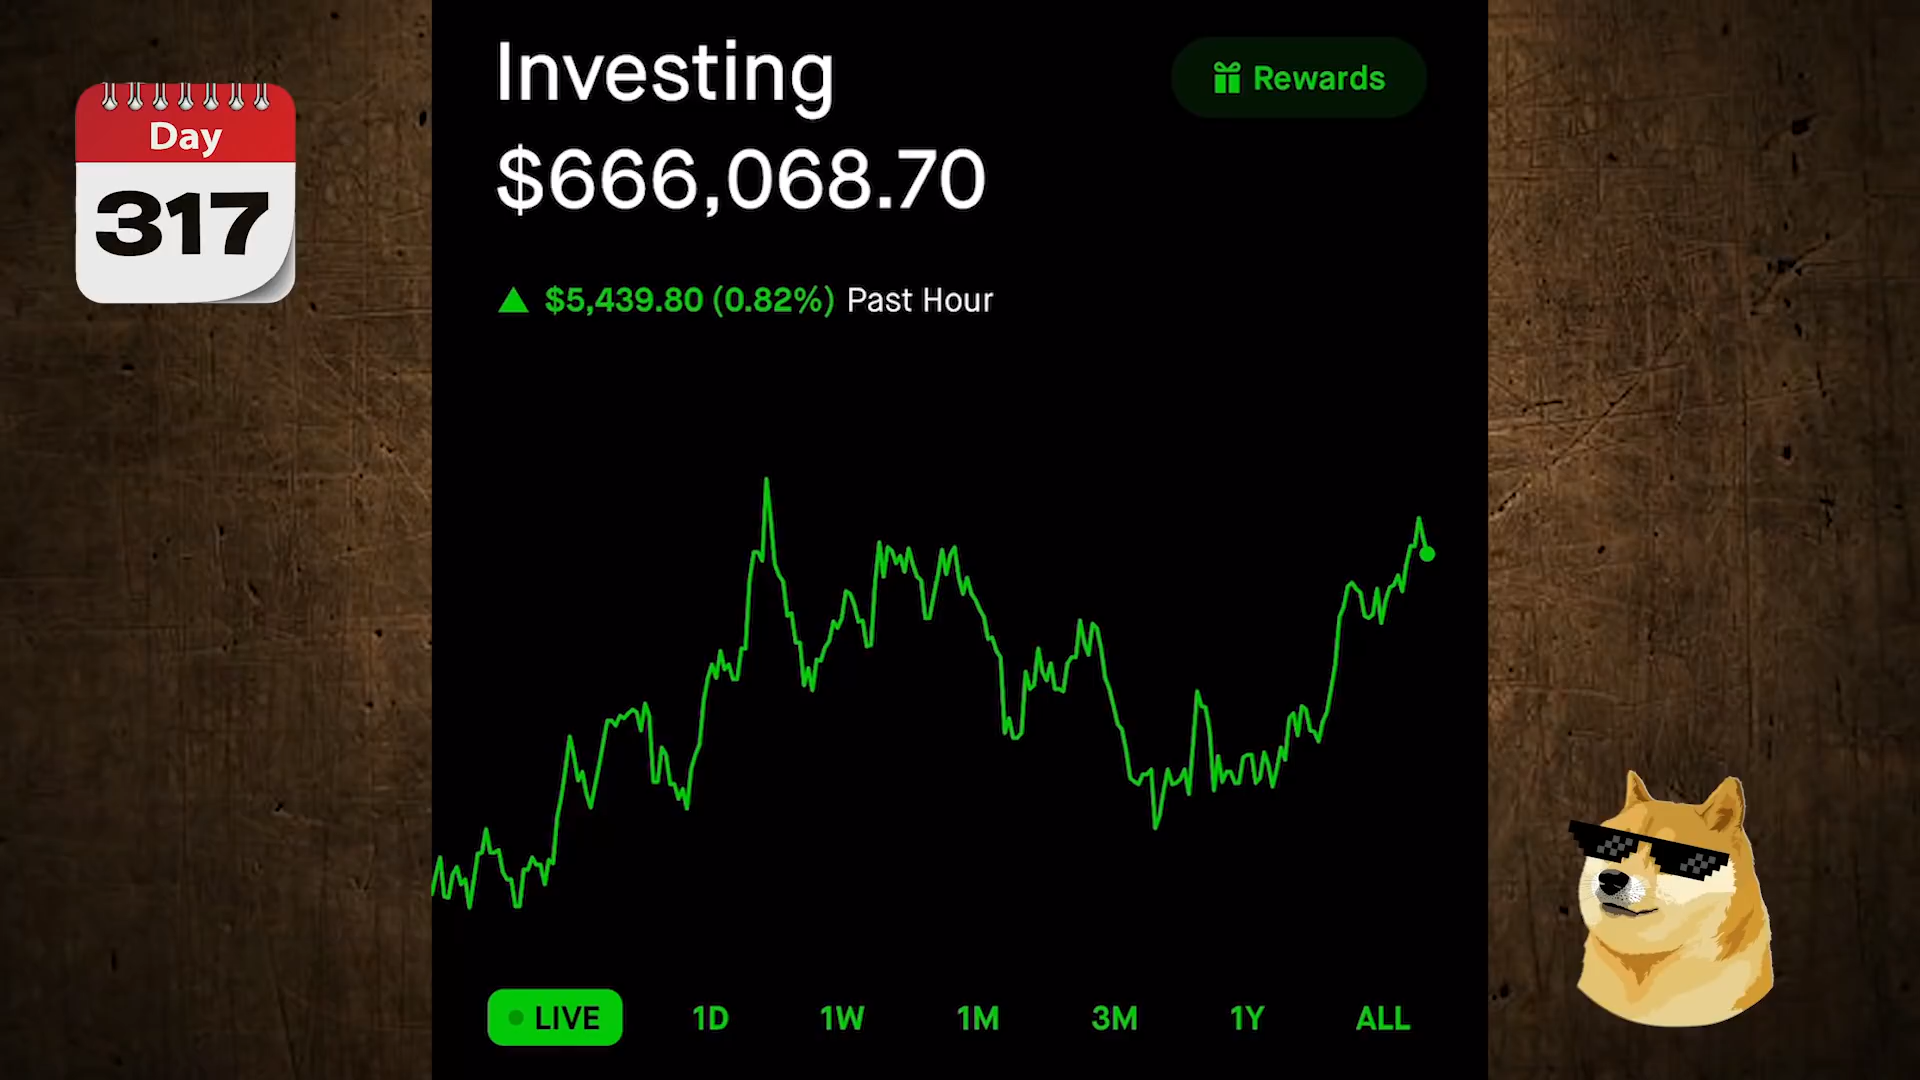 Day
317
Investing
Rewards
$666,068.70
▲ $5,439.80 (0.82%) Past Hour
LIVE 1D 1W 1M 3M 1Y ALL